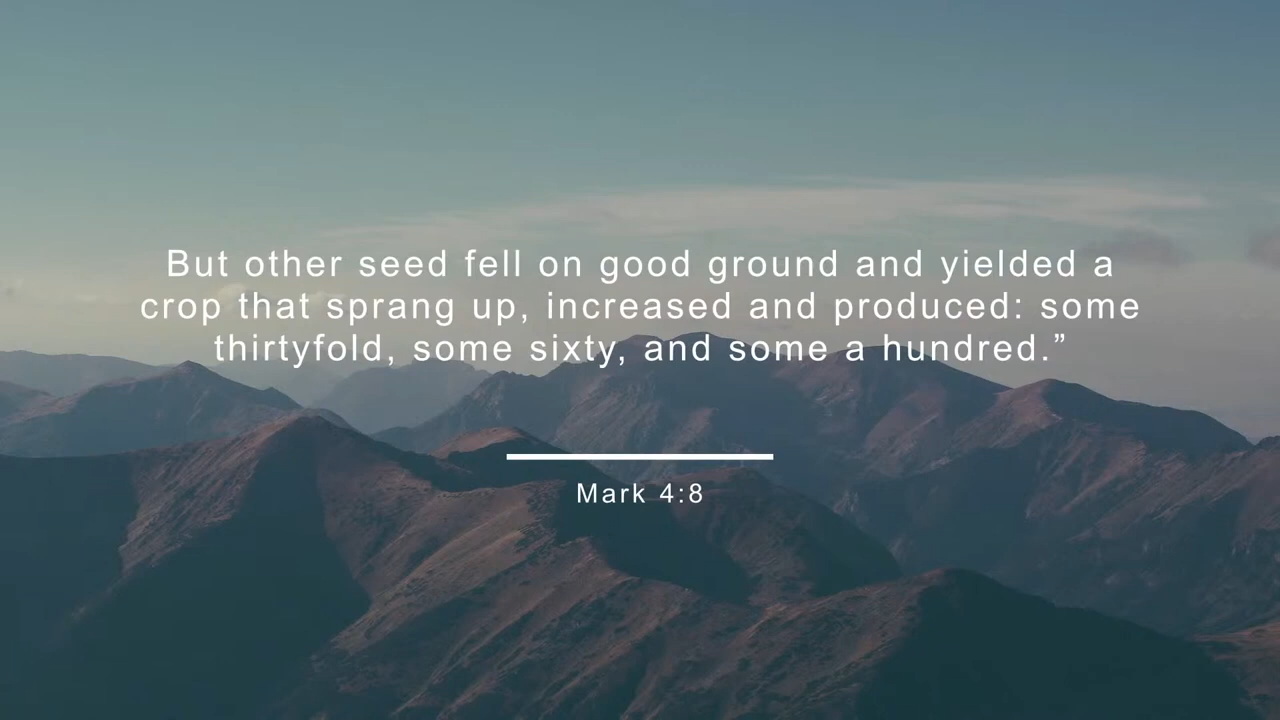 But other seed fell on good ground and yielded a
crop that sprang up, increased and produced: some
thirtyfold, some sixty, and some a hundred.”
Mark 4:8